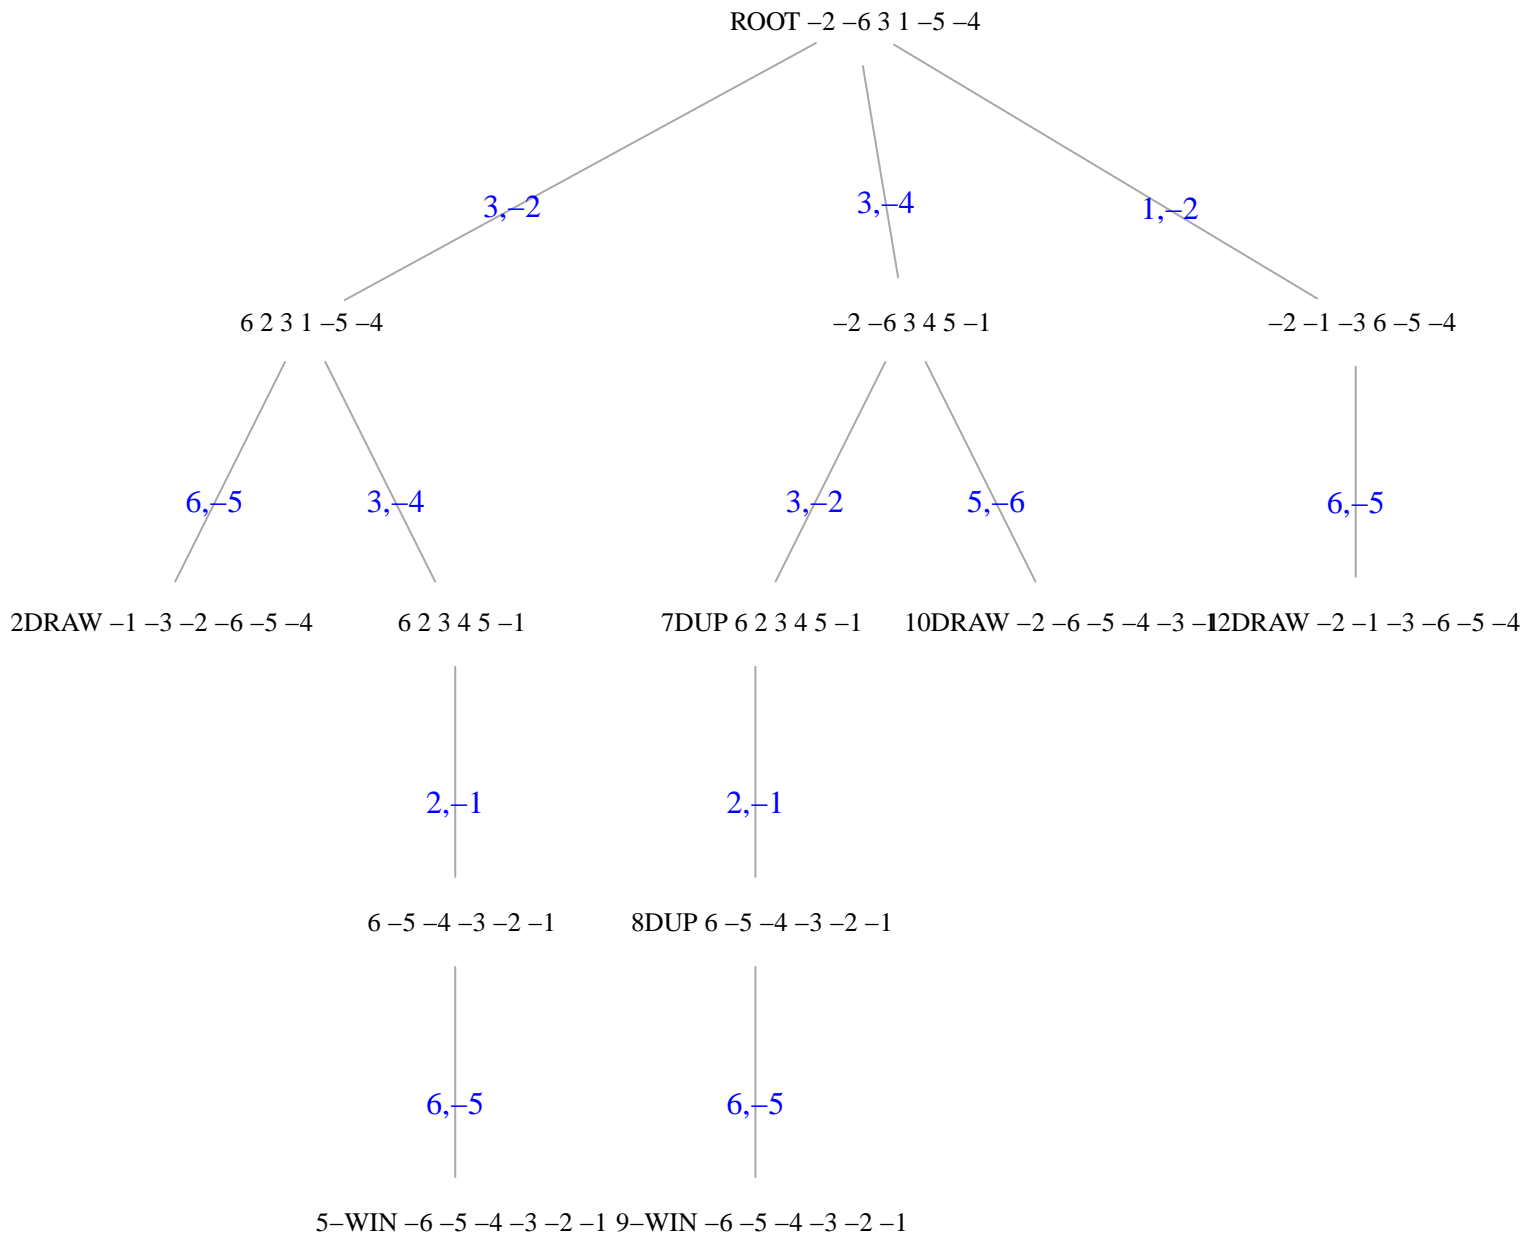 ROOT –2 –6 3 1 –5 –4
3,–2
3,–4
1,–2
6 2 3 1 –5 –4
–2 –6 3 4 5 –1
–2 –1 –3 6 –5 –4
6,–5
3,–4
3,–2
5,–6
6,–5
2DRAW –1 –3 –2 –6 –5 –4
6 2 3 4 5 –1
7DUP 6 2 3 4 5 –1
10DRAW –2 –6 –5 –4 –3 –1
12DRAW –2 –1 –3 –6 –5 –4
2,–1
2,–1
6 –5 –4 –3 –2 –1
8DUP 6 –5 –4 –3 –2 –1
6,–5
6,–5
5–WIN –6 –5 –4 –3 –2 –1
9–WIN –6 –5 –4 –3 –2 –1